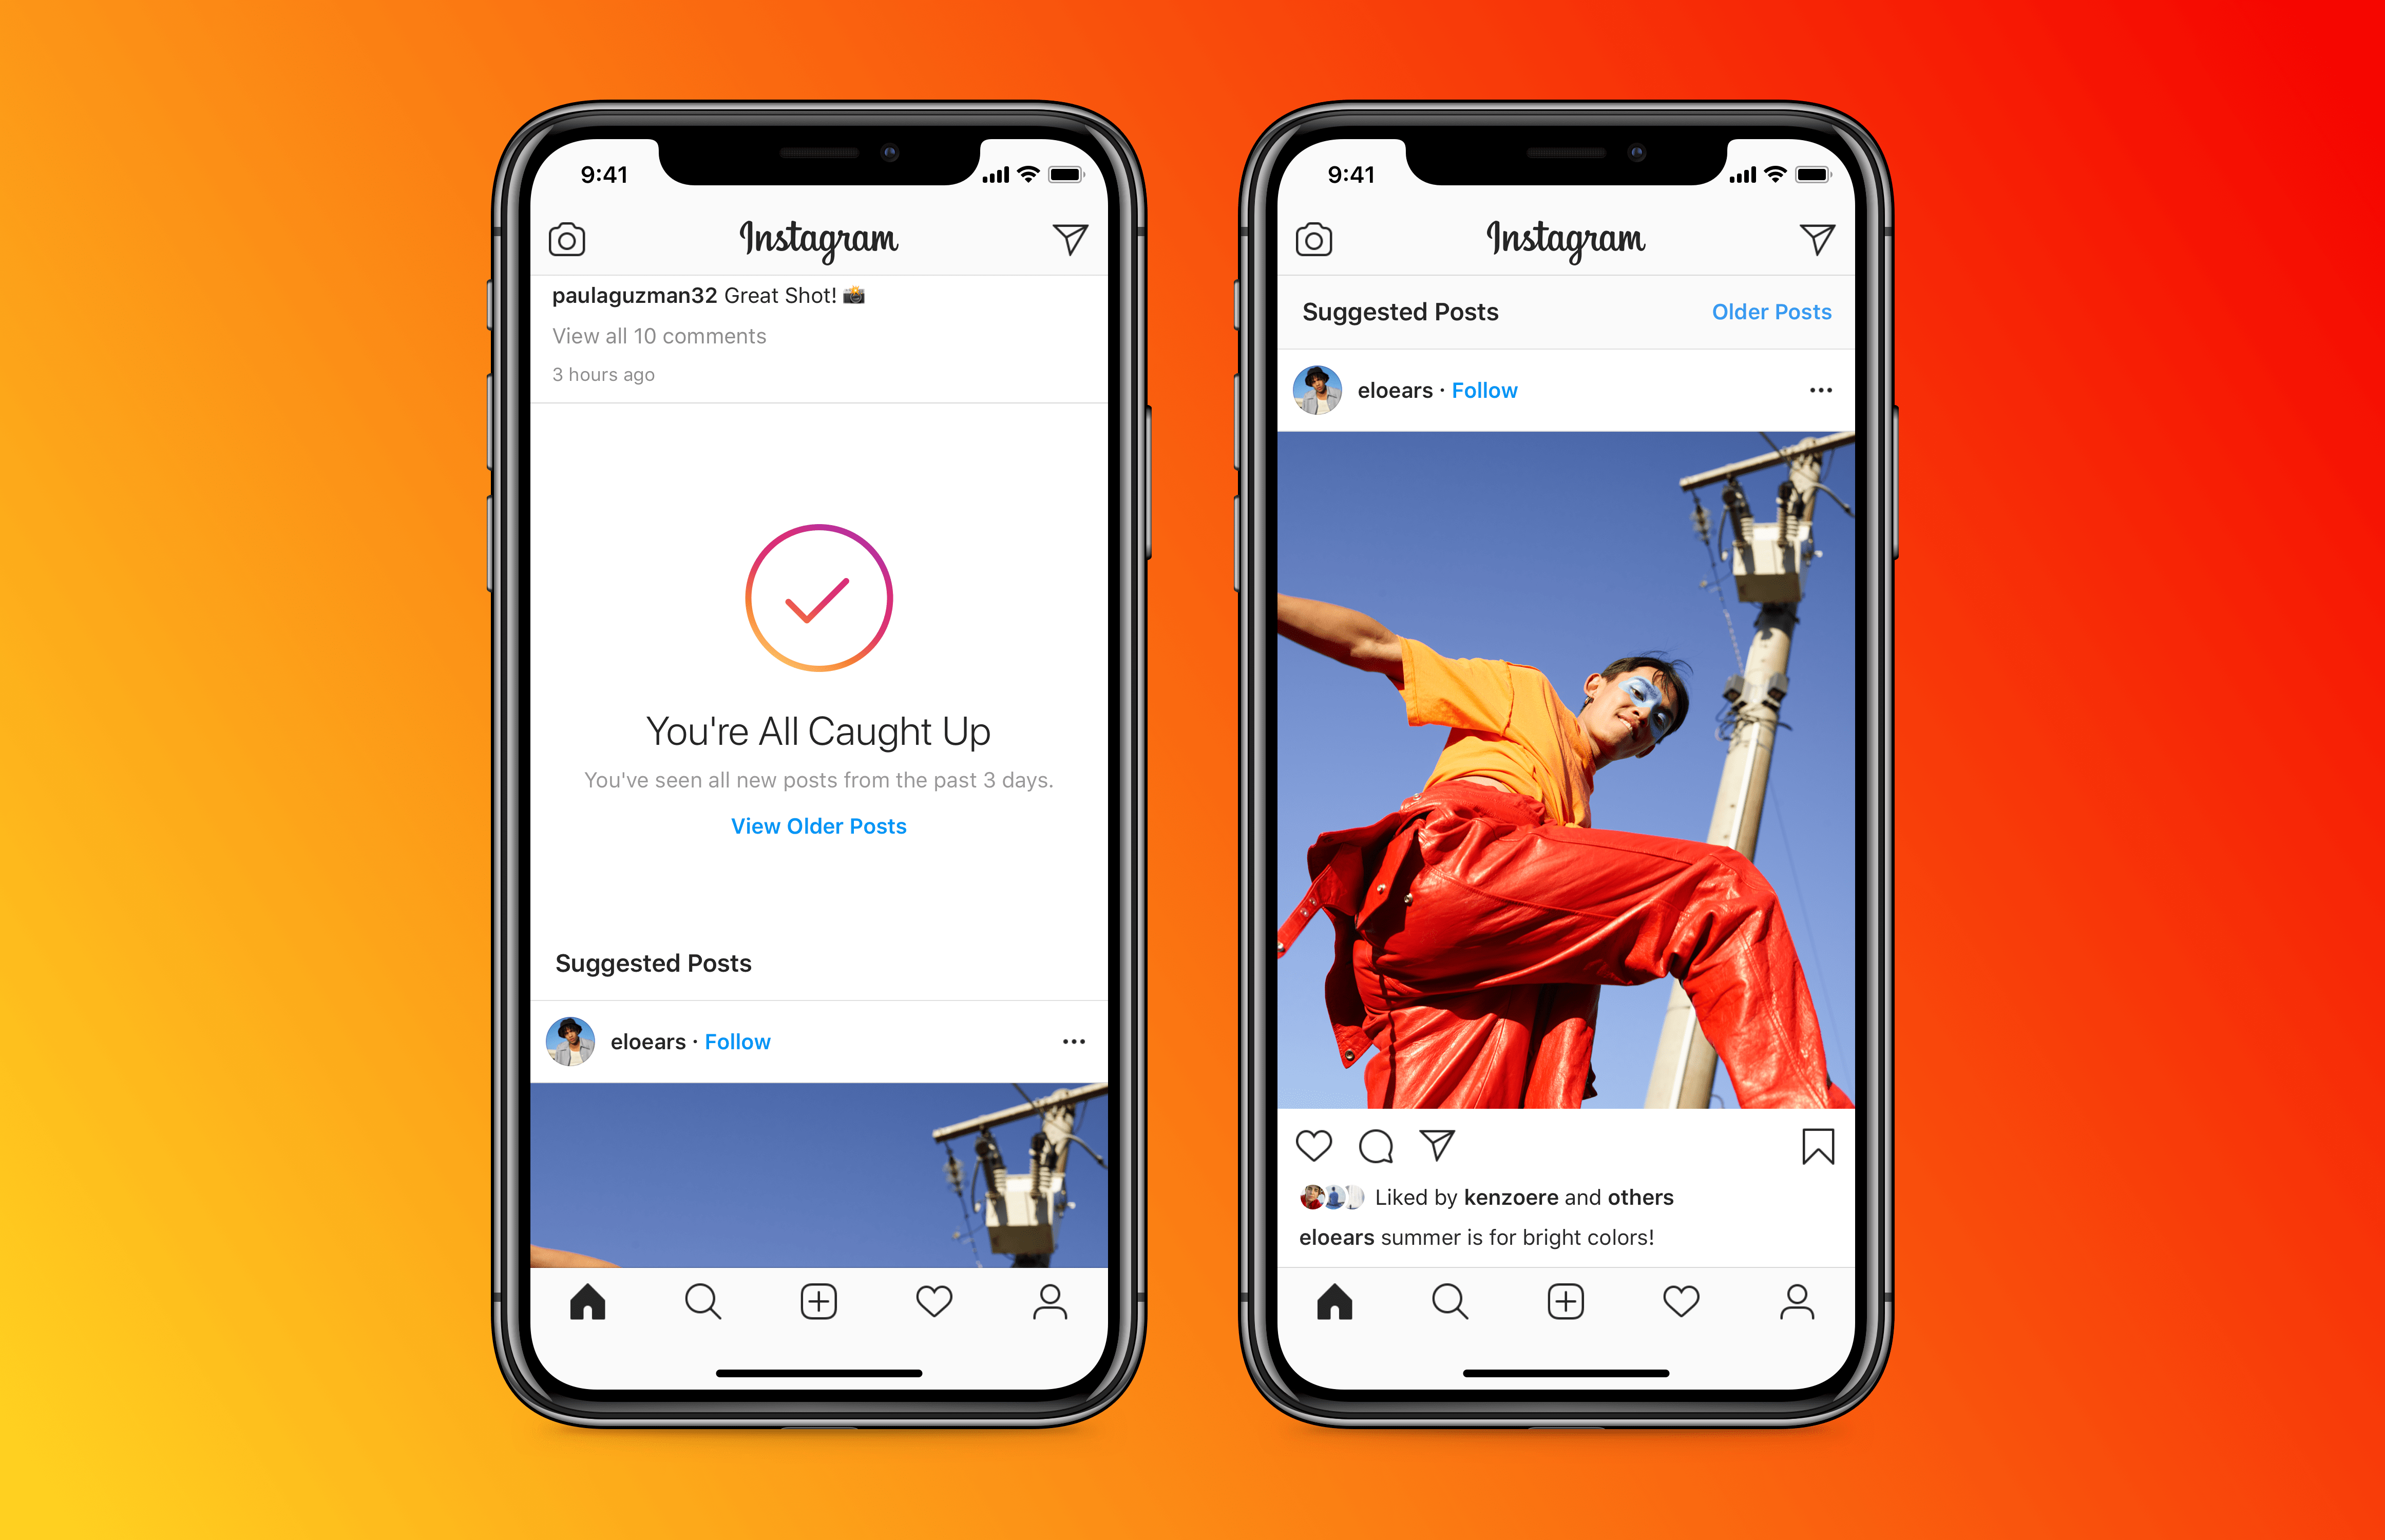 9:41
Instagram
paulaguzman32 Great Shot! 📸
View all 10 comments
3 hours ago
You're All Caught Up
You've seen all new posts from the past 3 days.
View Older Posts
Suggested Posts
eloears · Follow
9:41
Instagram
Suggested Posts Older Posts
eloears · Follow
Liked by kenzoere and others
eloears summer is for bright colors!